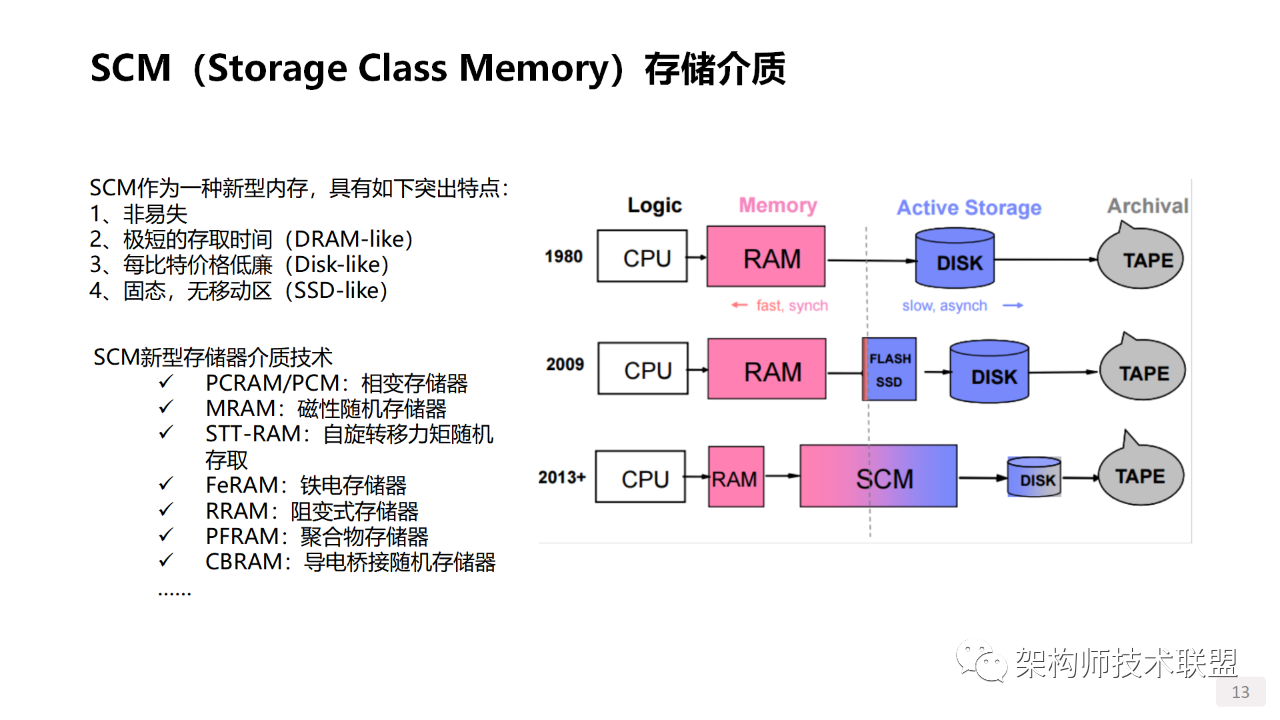 SCM（Storage Class Memory）存储介质
SCM作为一种新型内存，具有如下突出特点：
1、非易失
2、极短的存取时间（DRAM-like）
3、每比特价格低廉（Disk-like）
4、固态，无移动区（SSD-like）
SCM新型存储器介质技术
✓ PCRAM/PCM：相变存储器
✓ MRAM：磁性随机存储器
✓ STT-RAM：自旋转移力矩随机
存取
✓ FeRAM：铁电存储器
✓ RRAM：阻变式存储器
✓ PFRAM：聚合物存储器
✓ CBRAM：导电桥接随机存储器
......
Logic Memory Active Storage Archival
1980 CPU RAM DISK TAPE
← fast, synch slow, asynch →
2009 CPU RAM FLASH SSD DISK TAPE
2013+ CPU RAM SCM DISK TAPE
架构师技术联盟
13